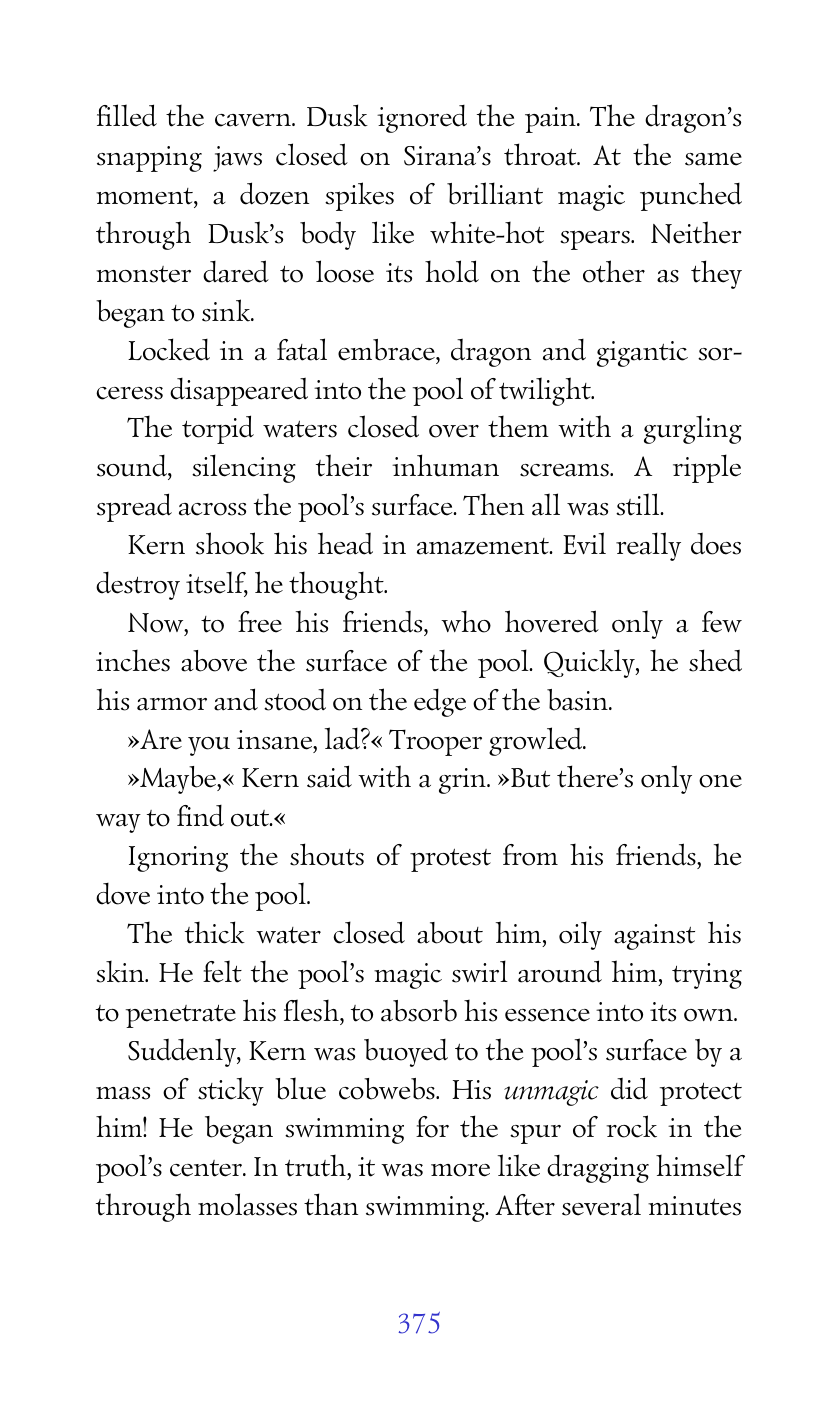 filled the cavern. Dusk ignored the pain. The dragon's
snapping jaws closed on Sirana's throat. At the same
moment, a dozen spikes of brilliant magic punched
through Dusk's body like white-hot spears. Neither
monster dared to loose its hold on the other as they
began to sink.
Locked in a fatal embrace, dragon and gigantic sor-
ceress disappeared into the pool of twilight.
The torpid waters closed over them with a gurgling
sound, silencing their inhuman screams. A ripple
spread across the pool's surface. Then all was still.
Kern shook his head in amazement. Evil really does
destroy itself, he thought.
Now, to free his friends, who hovered only a few
inches above the surface of the pool. Quickly, he shed
his armor and stood on the edge of the basin.
»Are you insane, lad?« Trooper growled.
»Maybe,« Kern said with a grin. »But there's only one
way to find out.«
Ignoring the shouts of protest from his friends, he
dove into the pool.
The thick water closed about him, oily against his
skin. He felt the pool's magic swirl around him, trying
to penetrate his flesh, to absorb his essence into its own.
Suddenly, Kern was buoyed to the pool's surface by a
mass of sticky blue cobwebs. His unmagic did protect
him! He began swimming for the spur of rock in the
pool's center. In truth, it was more like dragging himself
through molasses than swimming. After several minutes
375